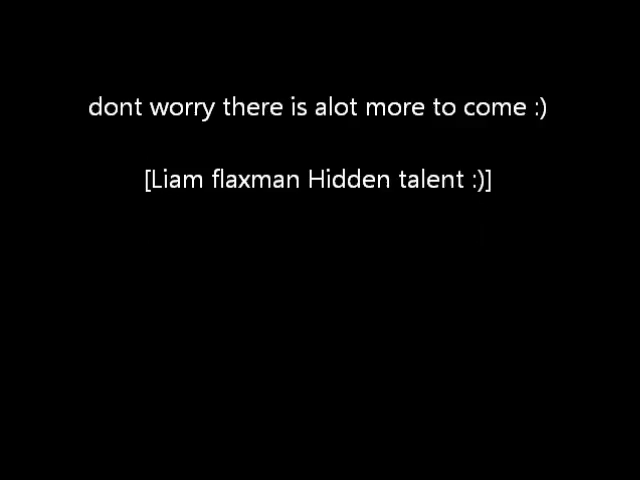 dont worry there is alot more to come :)
[Liam flaxman Hidden talent :)]